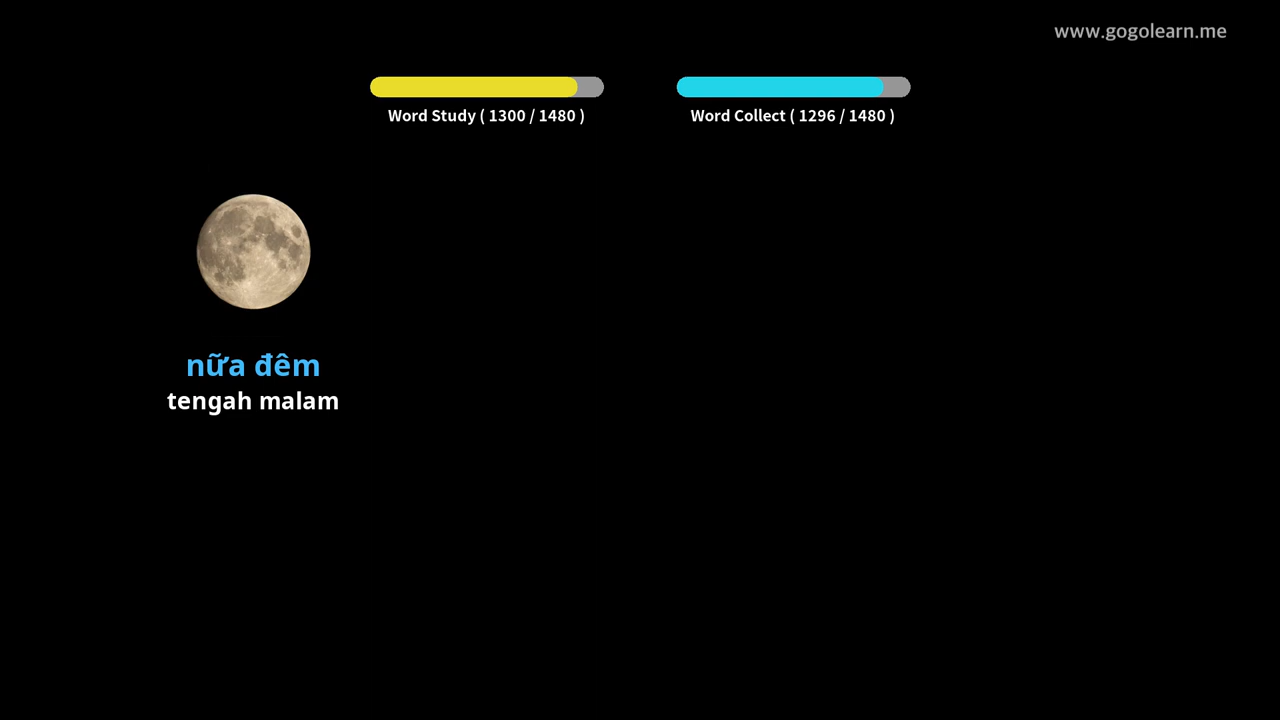 www.gogolearn.me
Word Study ( 1300 / 1480 )
Word Collect ( 1296 / 1480 )
nữa đêm
tengah malam